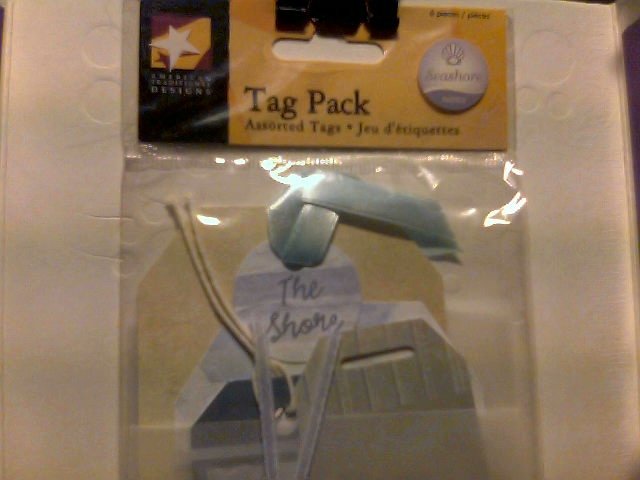 6 pieces / pièces
Seashore
AMERICAN
TRADITIONAL
DESIGNS
Tag Pack
Assorted Tags • Jeu d'étiquettes
The
Shore